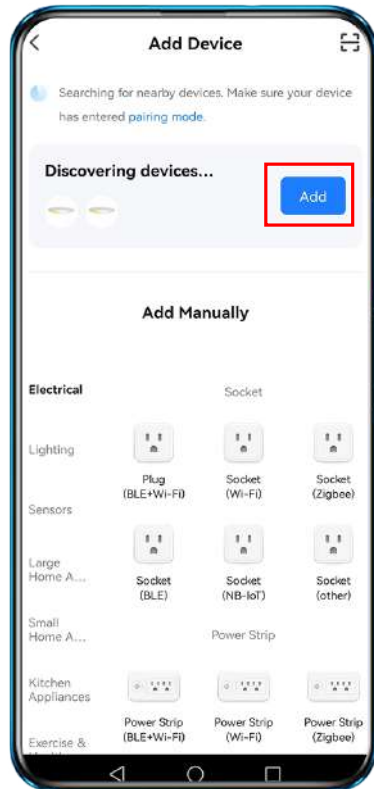 Add Device
Searching for nearby devices. Make sure your device
has entered pairing mode.
Discovering devices...
Add
Add Manually
Electrical
Socket
Lighting
Plug
(BLE+Wi-Fi)
Socket
(Wi-Fi)
Socket
(Zigbee)
Sensors
Large
Home A...
Socket
(BLE)
Socket
(NB-IoT)
Socket
(other)
Small
Home A...
Power Strip
Kitchen
Appliances
Power Strip
(BLE+Wi-Fi)
Power Strip
(Wi-Fi)
Power Strip
(Zigbee)
Exercise &